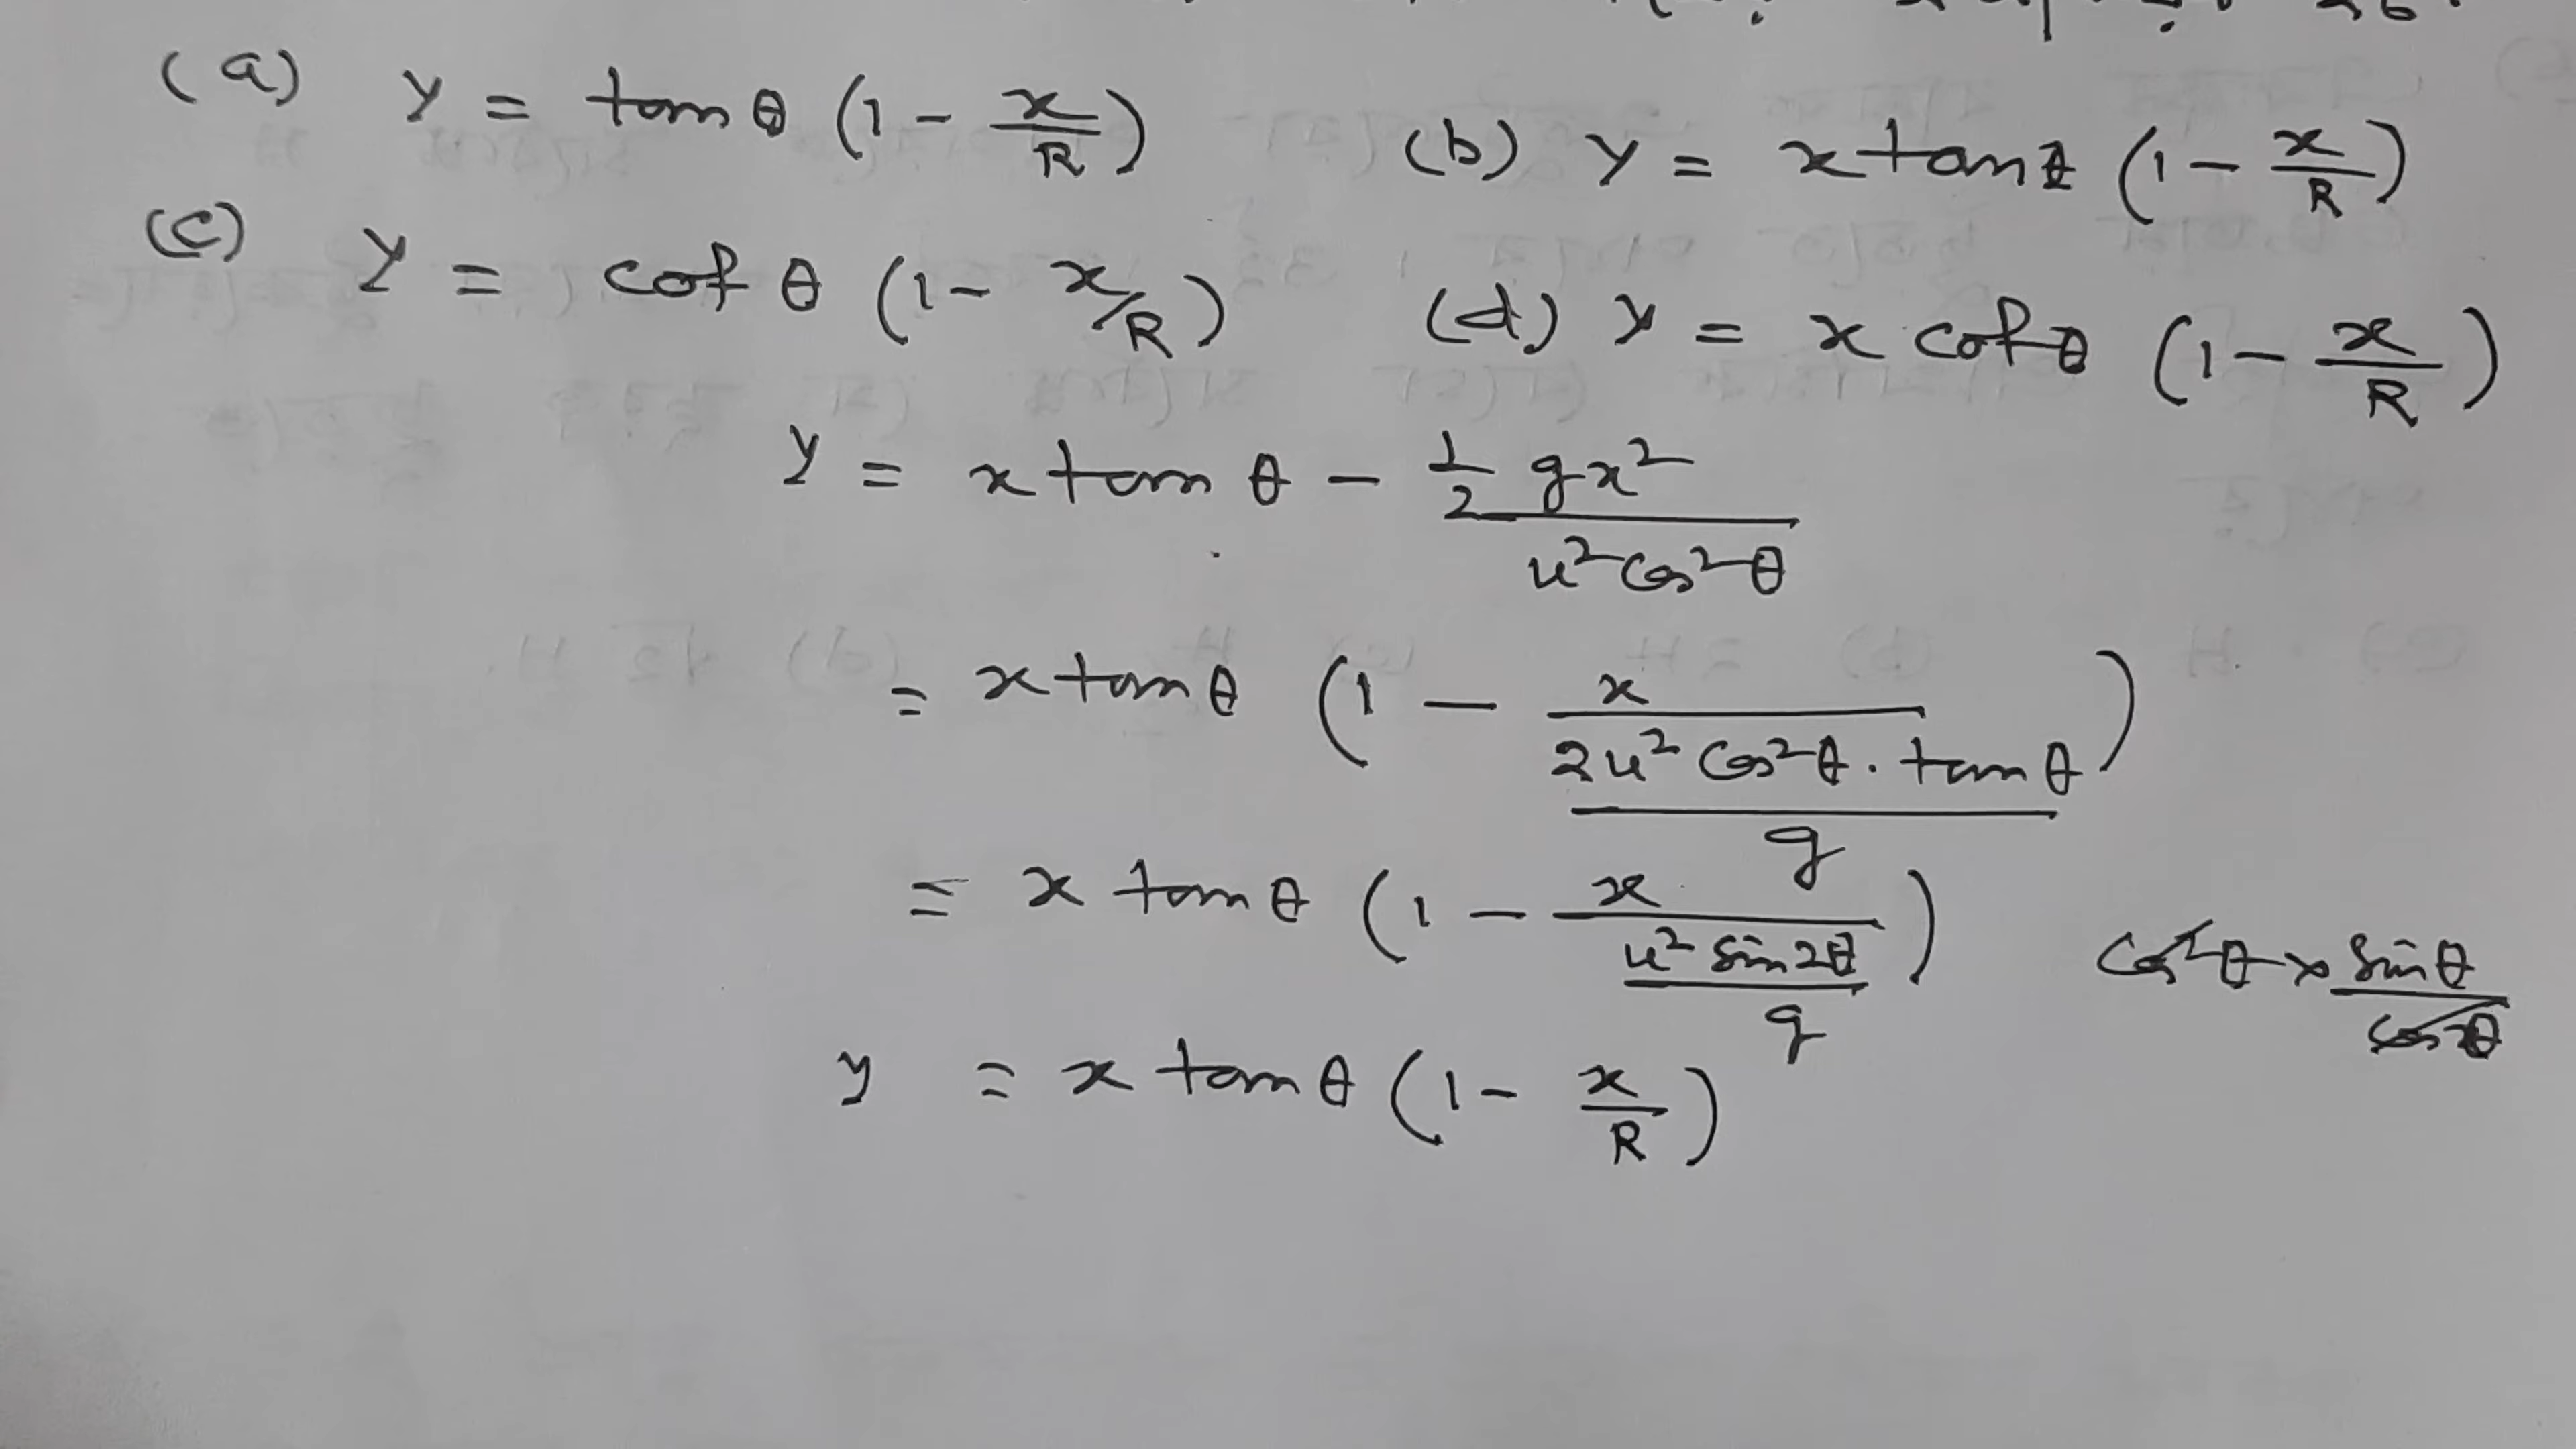 (a) y = tan θ (1 - x/R) (b) y = x tan θ (1 - x/R)
(c) y = cot θ (1 - x/R) (d) y = x cot θ (1 - x/R)
y = x tan θ - ½ gx² / u² cos² θ
= x tan θ (1 - x / (2u² cos² θ . tan θ / g))
= x tan θ (1 - x / (u² sin 2θ / g)) cos² θ × sin θ / cos θ
y = x tan θ (1 - x/R)